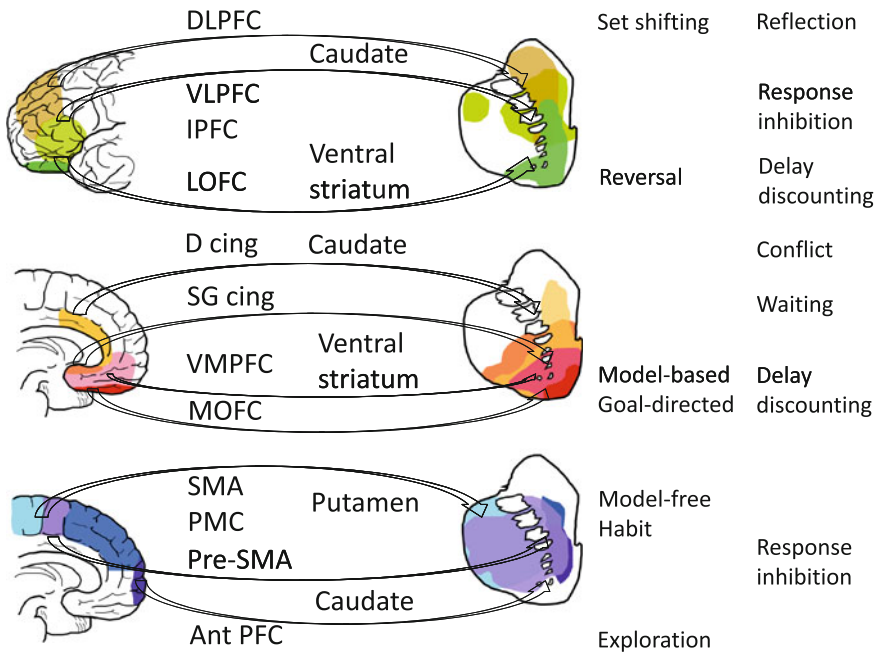 DLPFC
Set shifting
Reflection
Caudate
VLPFC
IPFC
Response
inhibition
Ventral
striatum
LOFC
Reversal
Delay
discounting
D cing
Caudate
Conflict
SG cing
Waiting
VMPFC
Ventral
striatum
Model-based
Goal-directed
Delay
discounting
MOFC
SMA
PMC
Pre-SMA
Putamen
Model-free
Habit
Response
inhibition
Caudate
Ant PFC
Exploration